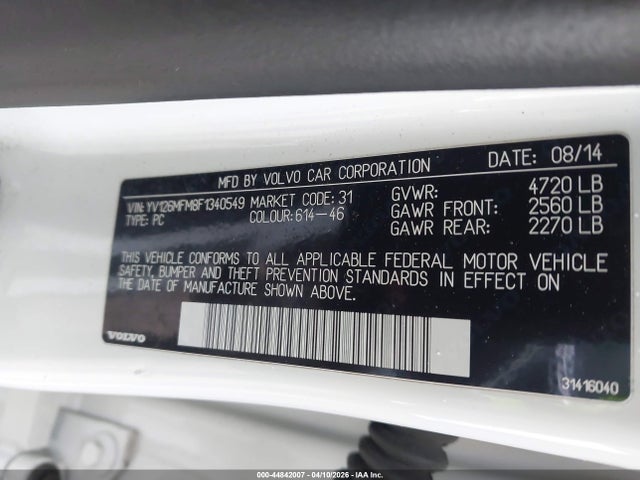 MFD BY VOLVO CAR CORPORATION DATE: 08/14
VIN: YV126MFM8F1340549 MARKET CODE: 31 GVWR: 4720 LB
TYPE: PC COLOUR: 614-46 GAWR FRONT: 2560 LB
GAWR REAR: 2270 LB
THIS VEHICLE CONFORMS TO ALL APPLICABLE FEDERAL MOTOR VEHICLE
SAFETY, BUMPER AND THEFT PREVENTION STANDARDS IN EFFECT ON
THE DATE OF MANUFACTURE SHOWN ABOVE.
VOLVO
31416040
000-44842007 - 04/10/2026 - IAA Inc.